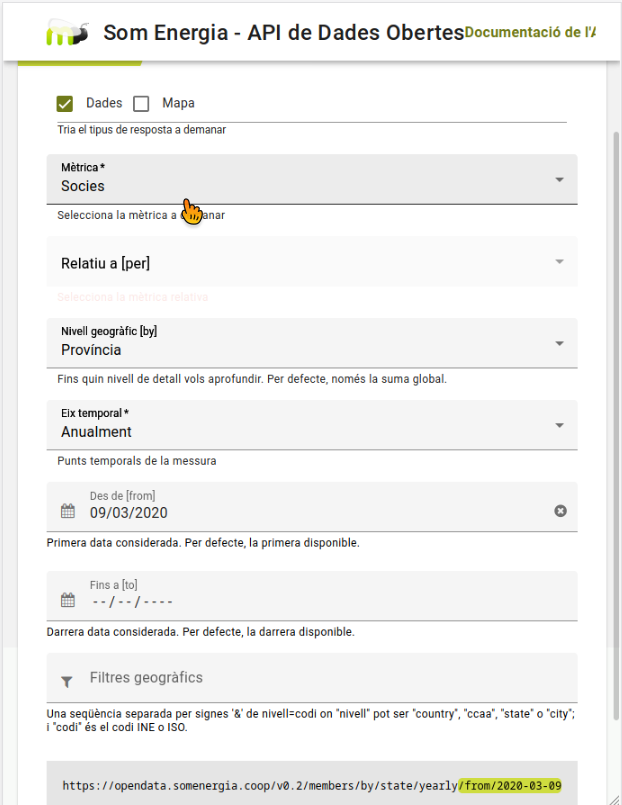 Som Energia - API de Dades Obertes
Documentació de l'A
Dades Mapa
Tria el tipus de resposta a demanar
Mètrica*
Socies
Selecciona la mètrica a demanar
Relatiu a [per]
Selecciona la mètrica relativa
Nivell geogràfic [by]
Província
Fins quin nivell de detall vols aprofundir. Per defecte, només la suma global.
Eix temporal*
Anualment
Punts temporals de la messura
Des de [from]
09/03/2020
Primera data considerada. Per defecte, la primera disponible.
Fins a [to]
--/--/----
Darrera data considerada. Per defecte, la darrera disponible.
Filtres geogràfics
Una seqüència separada per signes '&' de nivell=codi on "nivell" pot ser "country", "ccaa", "state" o "city";
i "codi" és el codi INE o ISO.
https://opendata.somenergia.coop/v0.2/members/by/state/yearly/from/2020-03-09